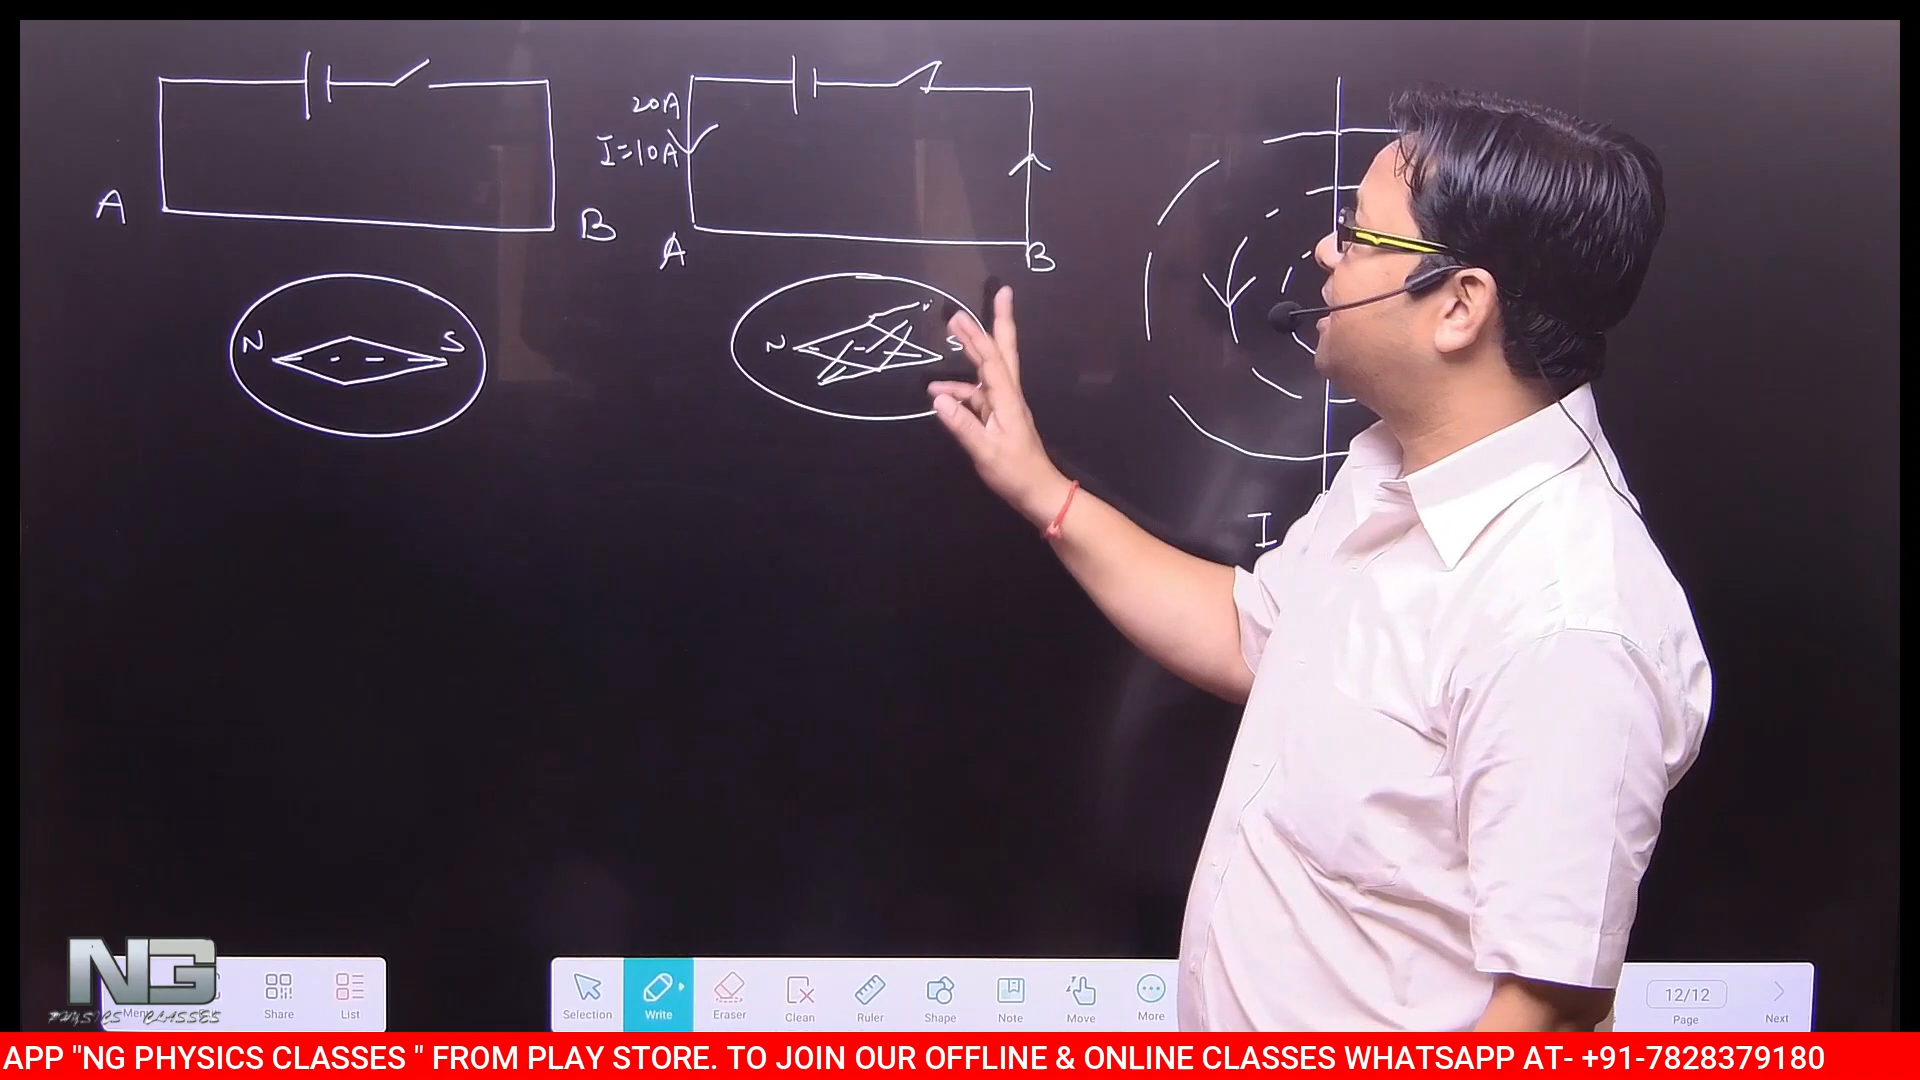 20A
I=10A
A
B
A
B
N
S
N
S
I
Share
List
Selection
Write
Eraser
Clean
Ruler
Shape
Note
Move
More
12/12
Page
Next
NG
PHYSICS CLASSES
APP "NG PHYSICS CLASSES " FROM PLAY STORE. TO JOIN OUR OFFLINE & ONLINE CLASSES WHATSAPP AT- +91-7828379180